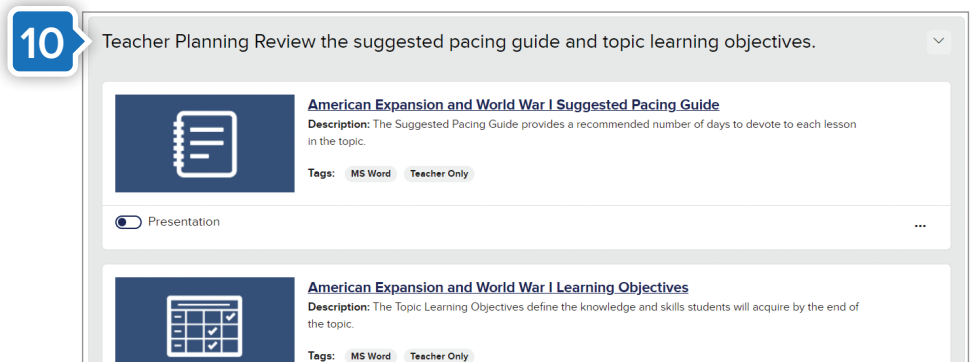 10
Teacher Planning Review the suggested pacing guide and topic learning objectives.
American Expansion and World War I Suggested Pacing Guide
Description: The Suggested Pacing Guide provides a recommended number of days to devote to each lesson
in the topic.
Tags: MS Word Teacher Only
Presentation
...
American Expansion and World War I Learning Objectives
Description: The Topic Learning Objectives define the knowledge and skills students will acquire by the end of
the topic.
Tags: MS Word Teacher Only